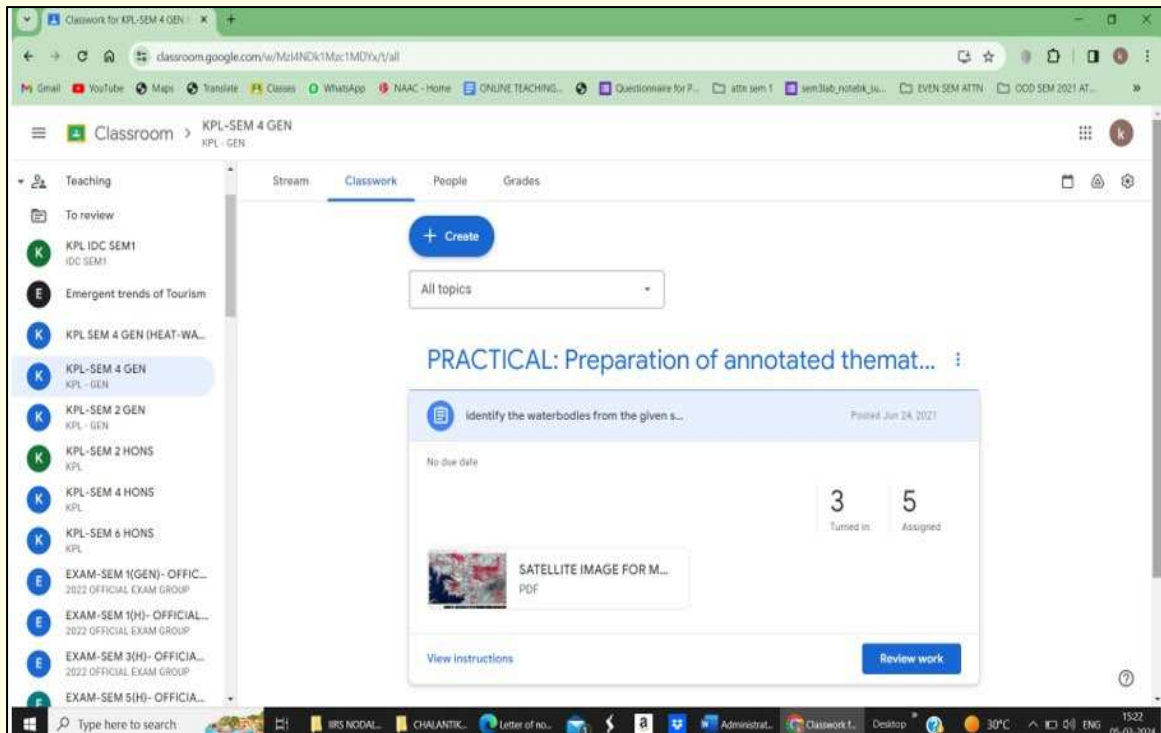 Classwork for KPL-SEM 4 GEN
classroom.google.com/w/MzI4NDk1Mzc1MDYx/t/all
Gmail YouTube Maps Translate Classes WhatsApp NAAC - Home ONLINE TEACHING... Questionnaire for P... attn sem 1 sem3lab_notebk_su... EVEN SEM ATTN ODD SEM 2021 AT... »
Classroom > KPL-SEM 4 GEN
KPL - GEN
Teaching
Stream Classwork People Grades
To review
KPL IDC SEM1
IDC SEM1
Emergent trends of Tourism
KPL SEM 4 GEN (HEAT-WA...
KPL-SEM 4 GEN
KPL - GEN
KPL-SEM 2 GEN
KPL - GEN
KPL-SEM 2 HONS
KPL
KPL-SEM 4 HONS
KPL
KPL-SEM 6 HONS
KPL
EXAM-SEM 1(GEN)- OFFIC...
2022 OFFICIAL EXAM GROUP
EXAM-SEM 1(H)- OFFICIAL...
2022 OFFICIAL EXAM GROUP
EXAM-SEM 3(H)- OFFICIA...
2022 OFFICIAL EXAM GROUP
EXAM-SEM 5(H)- OFFICIA...
+ Create
All topics
PRACTICAL: Preparation of annotated themat...
identify the waterbodies from the given s...
Posted Jun 24, 2021
No due date
3 5
Turned in Assigned
SATELLITE IMAGE FOR M...
PDF
View instructions
Review work
Type here to search
IIRS NODAL... CHALANTIK... Letter of no... Administrat... Classwork f... Desktop » 30°C ENG
15:22
05-03-2024